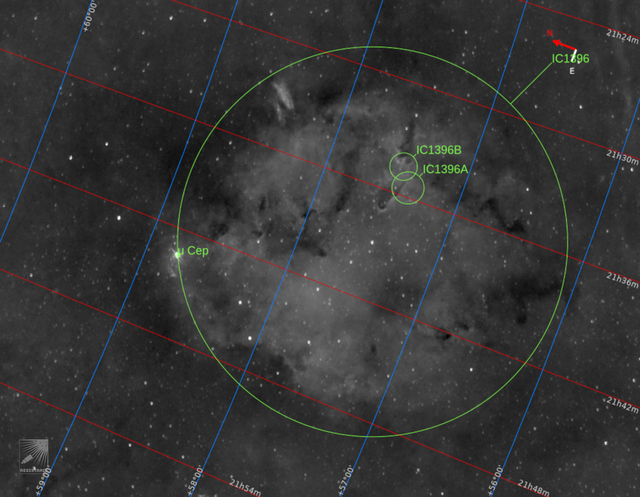 +60°00'
21h24m
N
IC1396
E
21h30m
IC1396B
IC1396A
μ Cep
21h36m
21h42m
+59°00'
+58°00'
21h54m
+57°00'
+56°00'
21h48m